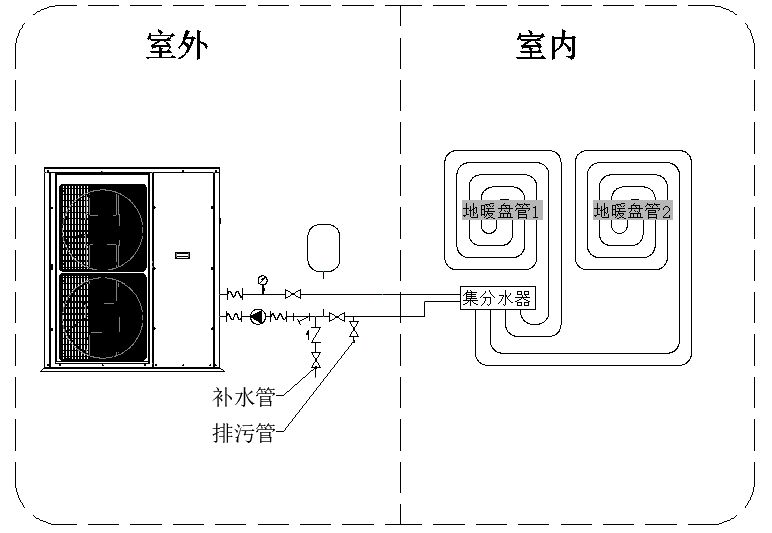 室外
室内
地暖盘管1
地暖盘管2
集分水器
补水管
排污管